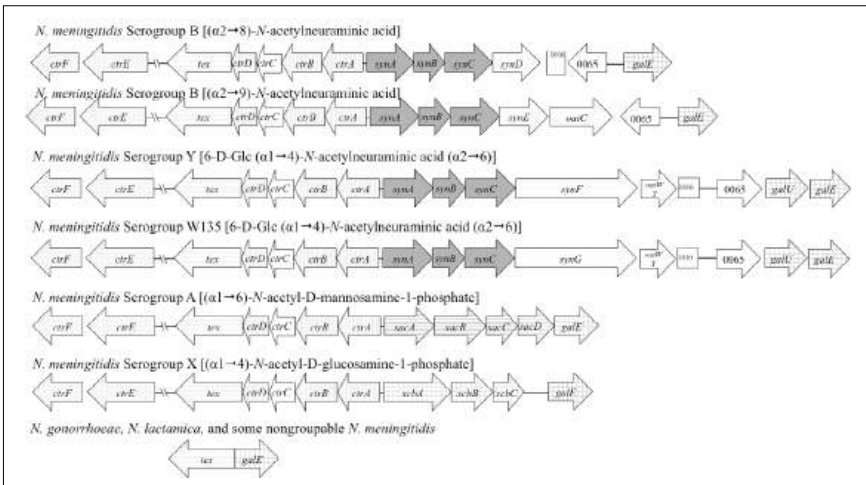 N. meningitidis Serogroup B [(α2→8)-N-acetylneuraminic acid]
ctrF ctrE tex ctrD ctrC ctrB ctrA synA synB synC synD 0065 galE
N. meningitidis Serogroup B [(α2→9)-N-acetylneuraminic acid]
ctrF ctrE tex ctrD ctrC ctrB ctrA synA synB synC synE 0065 galE
N. meningitidis Serogroup Y [6-D-Glc (α1→4)-N-acetylneuraminic acid (α2→6)]
ctrF ctrE tex ctrD ctrC ctrB ctrA synA synB synC synF 0065 galU galE
N. meningitidis Serogroup W135 [6-D-Glc (α1→4)-N-acetylneuraminic acid (α2→6)]
ctrF ctrE tex ctrD ctrC ctrB ctrA synA synB synC synG 0065 galU galE
N. meningitidis Serogroup A [(α1→6)-N-acetyl-D-mannosamine-1-phosphate]
ctrF ctrE tex ctrD ctrC ctrB ctrA sacA sacB sacC sacD galE
N. meningitidis Serogroup X [(α1→4)-N-acetyl-D-glucosamine-1-phosphate]
ctrF ctrE tex ctrD ctrC ctrB ctrA xcbA xcbB xcbC galE
N. gonorrhoeae, N. lactamica, and some nongroupable N. meningitidis
tex galE